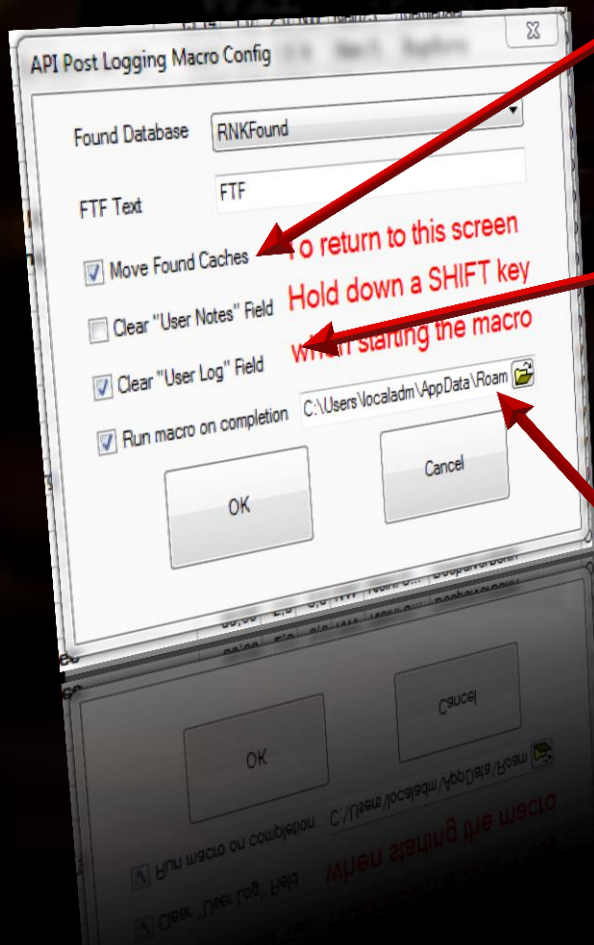 API Post Logging Macro Config
Found Database RNKFound
FTF Text FTF
Move Found Caches
To return to this screen
Clear "User Notes" Field
Hold down a SHIFT key
when starting the macro
Clear "User Log" Field
Run macro on completion C:\Users\localadm\AppData\Roam
OK
Cancel